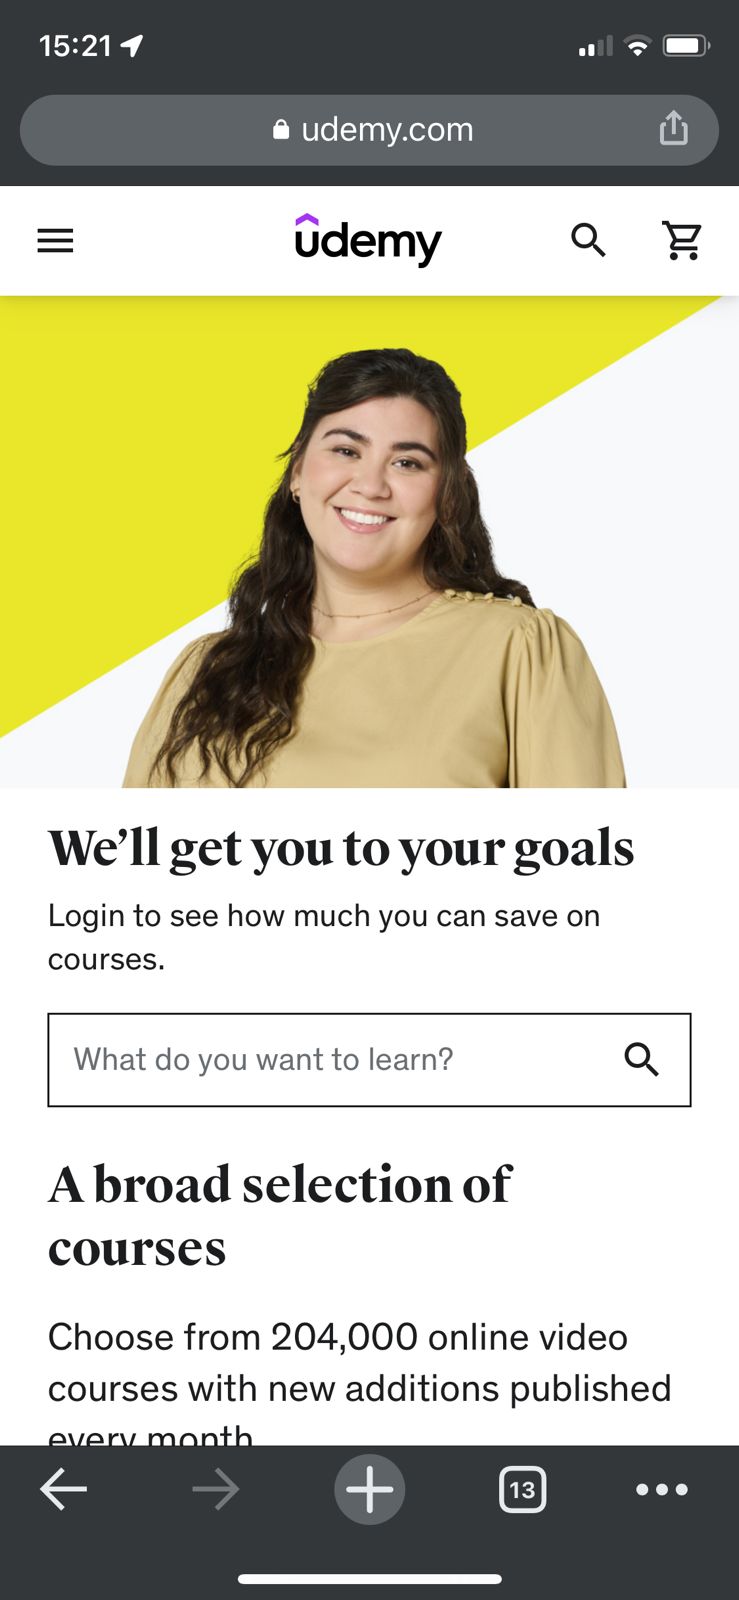 15:21
udemy.com
udemy
We’ll get you to your goals
Login to see how much you can save on
courses.
What do you want to learn?
A broad selection of
courses
Choose from 204,000 online video
courses with new additions published
every month
13